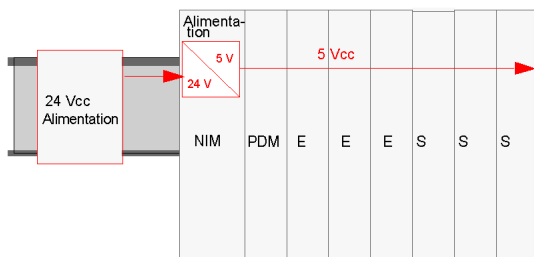 Alimenta-
tion
5 V
5 Vcc
24 V
24 Vcc
Alimentation
NIM PDM E E E S S S